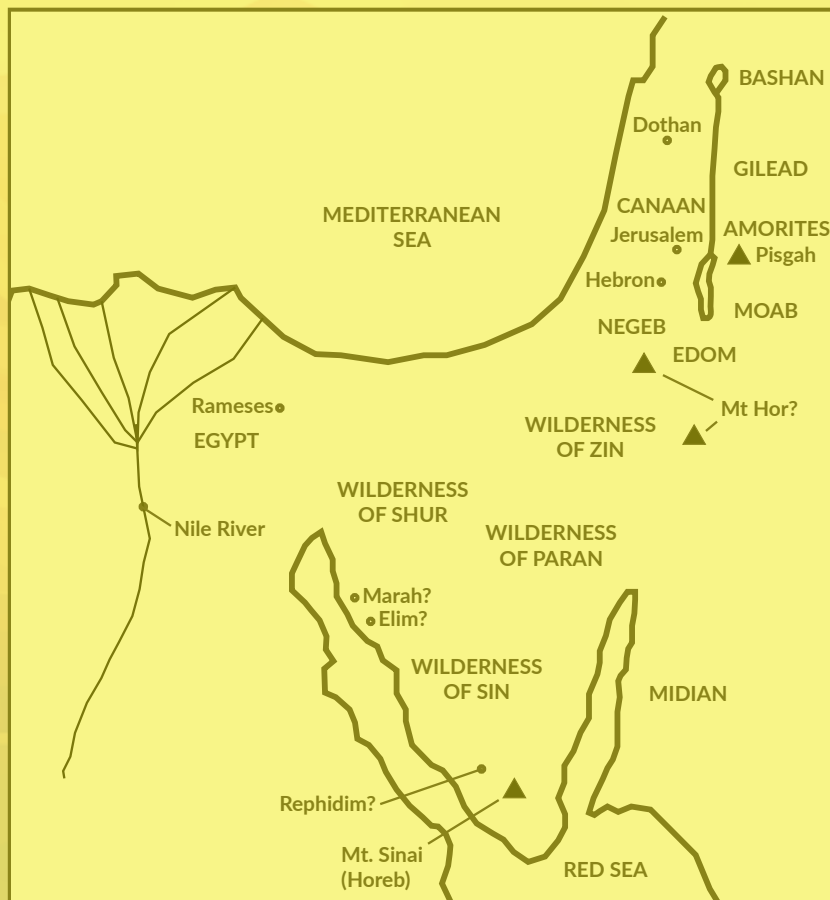 BASHAN
Dothan
GILEAD
CANAAN
MEDITERRANEAN
SEA
AMORITES
Jerusalem
Pisgah
Hebron
MOAB
NEGEB
EDOM
Rameses
Mt Hor?
EGYPT
WILDERNESS
OF ZIN
WILDERNESS
OF SHUR
Nile River
WILDERNESS
OF PARAN
Marah?
Elim?
WILDERNESS
OF SIN
MIDIAN
Rephidim?
Mt. Sinai
(Horeb)
RED SEA